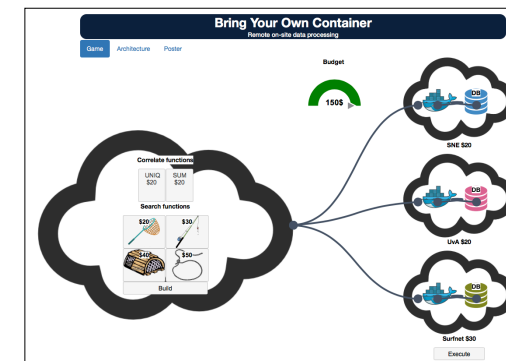 Bring Your Own Container
Remote on-site data processing
Game Architecture Poster
Budget
150$
DB
SNE $20
Correlate functions
UNIQ SUM
$20 $20
Search functions
DB
$20 $30
UvA $20
$40 $50
Build
DB
Surfnet $30
Execute